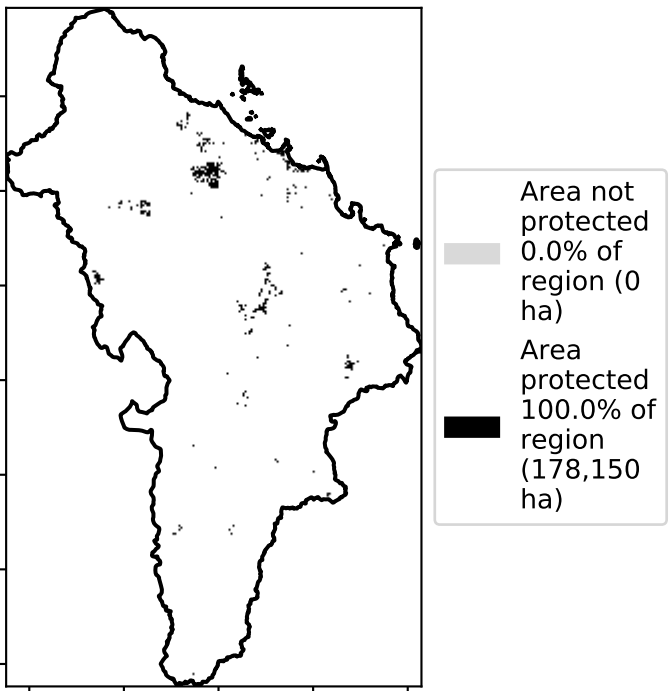 Area not
protected
0.0% of
region (0
ha)
Area
protected
100.0% of
region
(178,150
ha)